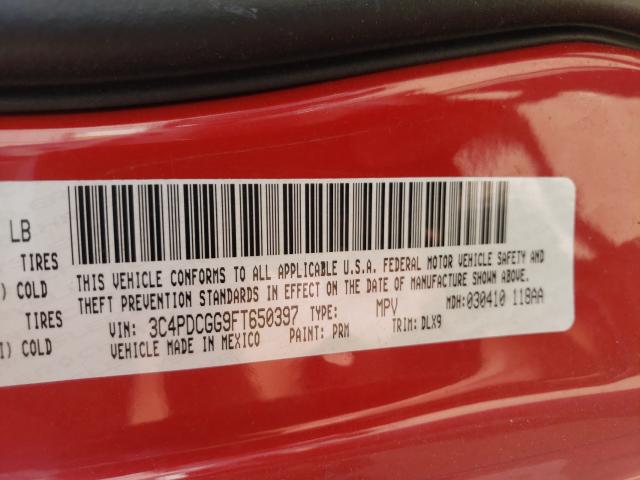 LB
TIRES
) COLD
TIRES
I) COLD
THIS VEHICLE CONFORMS TO ALL APPLICABLE U.S.A. FEDERAL MOTOR VEHICLE SAFETY AND
THEFT PREVENTION STANDARDS IN EFFECT ON THE DATE OF MANUFACTURE SHOWN ABOVE.
VIN: 3C4PDCGG9FT650397 TYPE: MPV MDH:030410 118AA
VEHICLE MADE IN MEXICO PAINT: PRM TRIM: DLX9